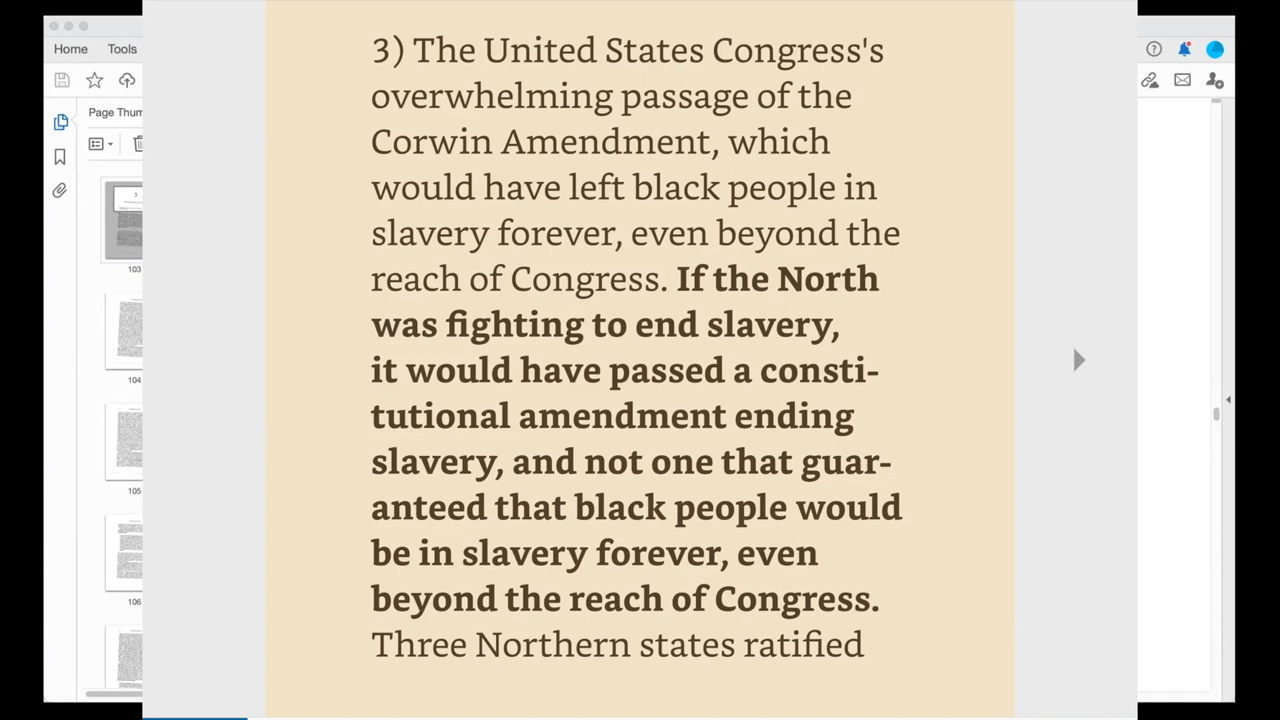 Home Tools
Page Thum
103
104
105
106
3) The United States Congress's
overwhelming passage of the
Corwin Amendment, which
would have left black people in
slavery forever, even beyond the
reach of Congress. If the North
was fighting to end slavery,
it would have passed a consti-
tutional amendment ending
slavery, and not one that guar-
anteed that black people would
be in slavery forever, even
beyond the reach of Congress.
Three Northern states ratified